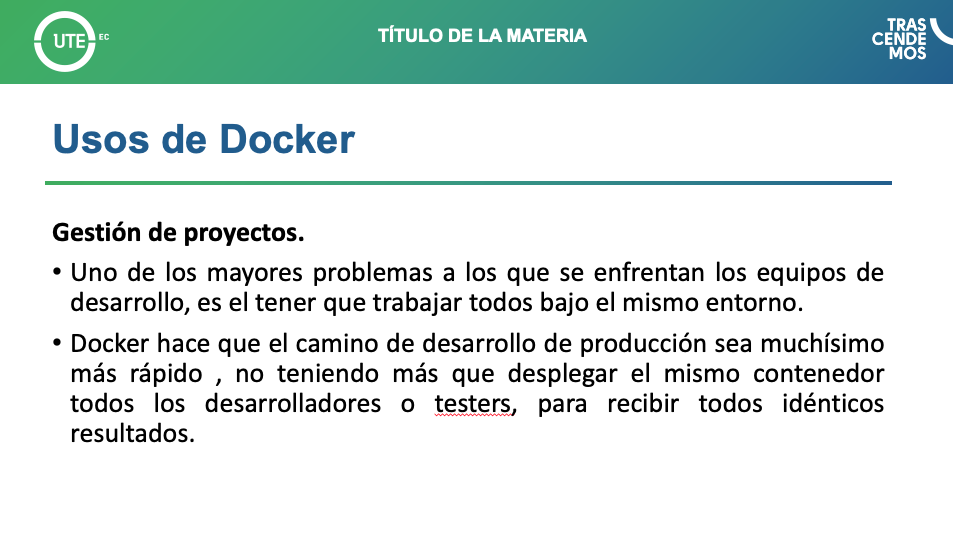 UTE EC
TÍTULO DE LA MATERIA
TRAS
CENDE
MOS
Usos de Docker
Gestión de proyectos.
• Uno de los mayores problemas a los que se enfrentan los equipos de
desarrollo, es el tener que trabajar todos bajo el mismo entorno.
• Docker hace que el camino de desarrollo de producción sea muchísimo
más rápido , no teniendo más que desplegar el mismo contenedor
todos los desarrolladores o testers, para recibir todos idénticos
resultados.